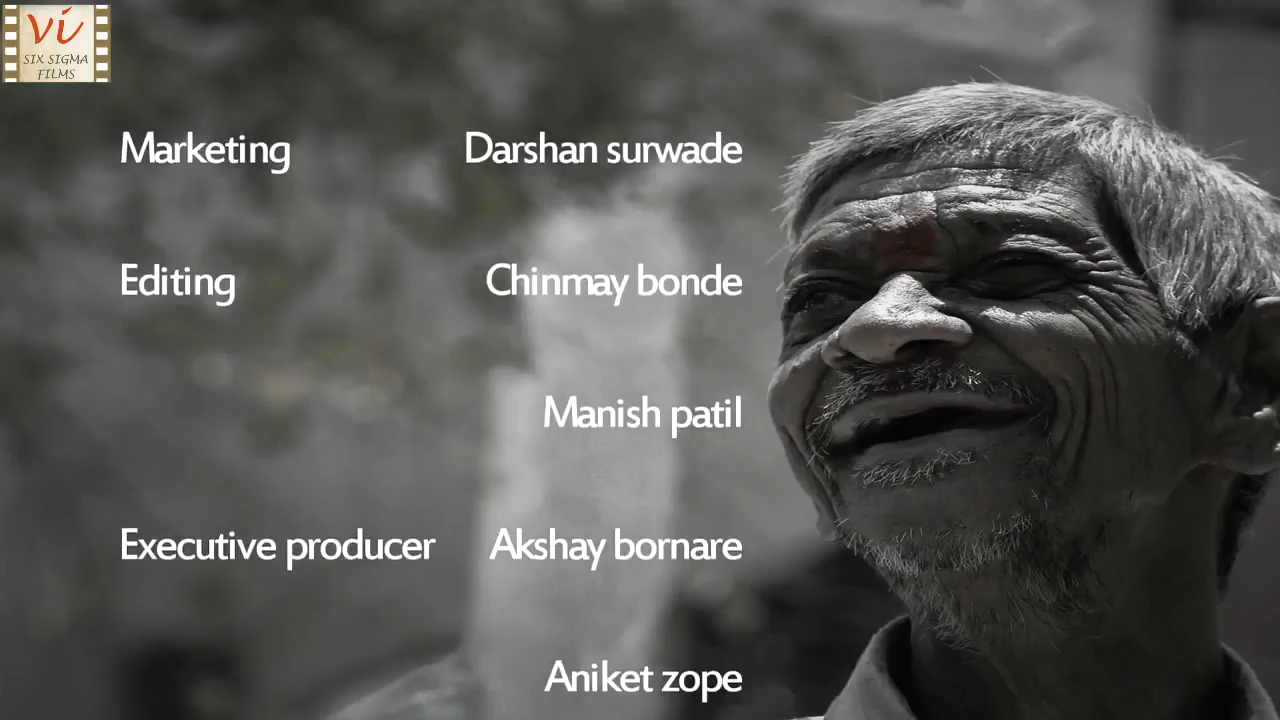 vi
SIX SIGMA
FILMS
Marketing Darshan surwade
Editing Chinmay bonde
Manish patil
Executive producer Akshay bornare
Aniket zope